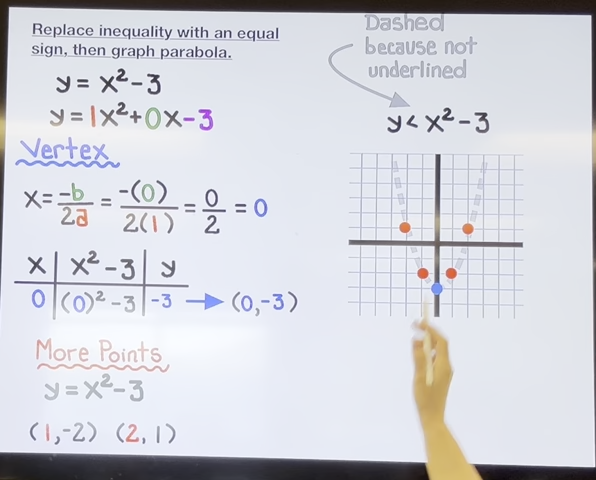 Replace inequality with an equal
sign, then graph parabola.
y = x² - 3
y = 1x² + 0x - 3
Vertex
x = -b/2a = -(0)/2(1) = 0/2 = 0
x | x² - 3 | y
0 | (0)² - 3 | -3 → (0,-3)
More Points
y = x² - 3
(1,-2) (2,1)
Dashed
because not
underlined
y < x² - 3